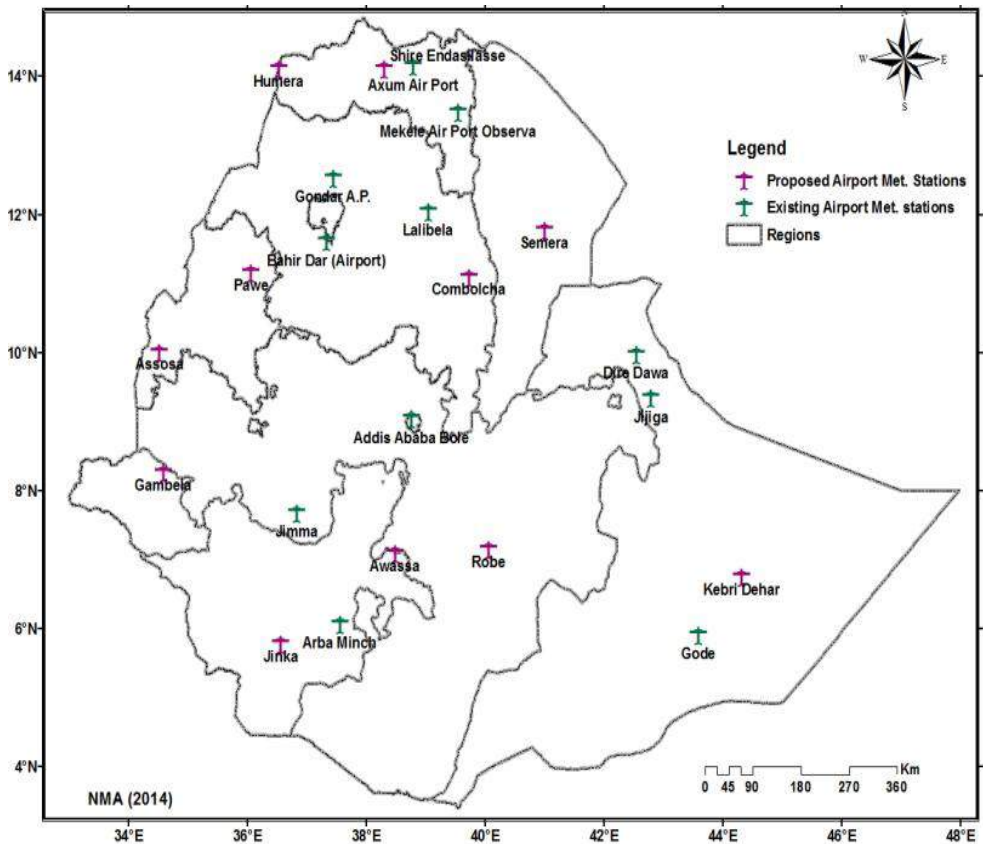 N
W
E
S
Shire Endasilasse
14°N
Humera
Axum Air Port
Mekele Air Port Observa
Legend
Proposed Airport Met. Stations
Existing Airport Met. stations
Regions
Gondar A.P.
12°N
Lalibela
Semera
Bahir Dar (Airport)
Pawe
Combolcha
10°N
Assosa
Dire Dawa
Jijiga
Addis Ababa Bole
Gambela
8°N
Jimma
Awassa
Robe
Kebri Dehar
6°N
Arba Minch
Jinka
Gode
4°N
Km
0 45 90 180 270 360
NMA (2014)
34°E 36°E 38°E 40°E 42°E 44°E 46°E 48°E